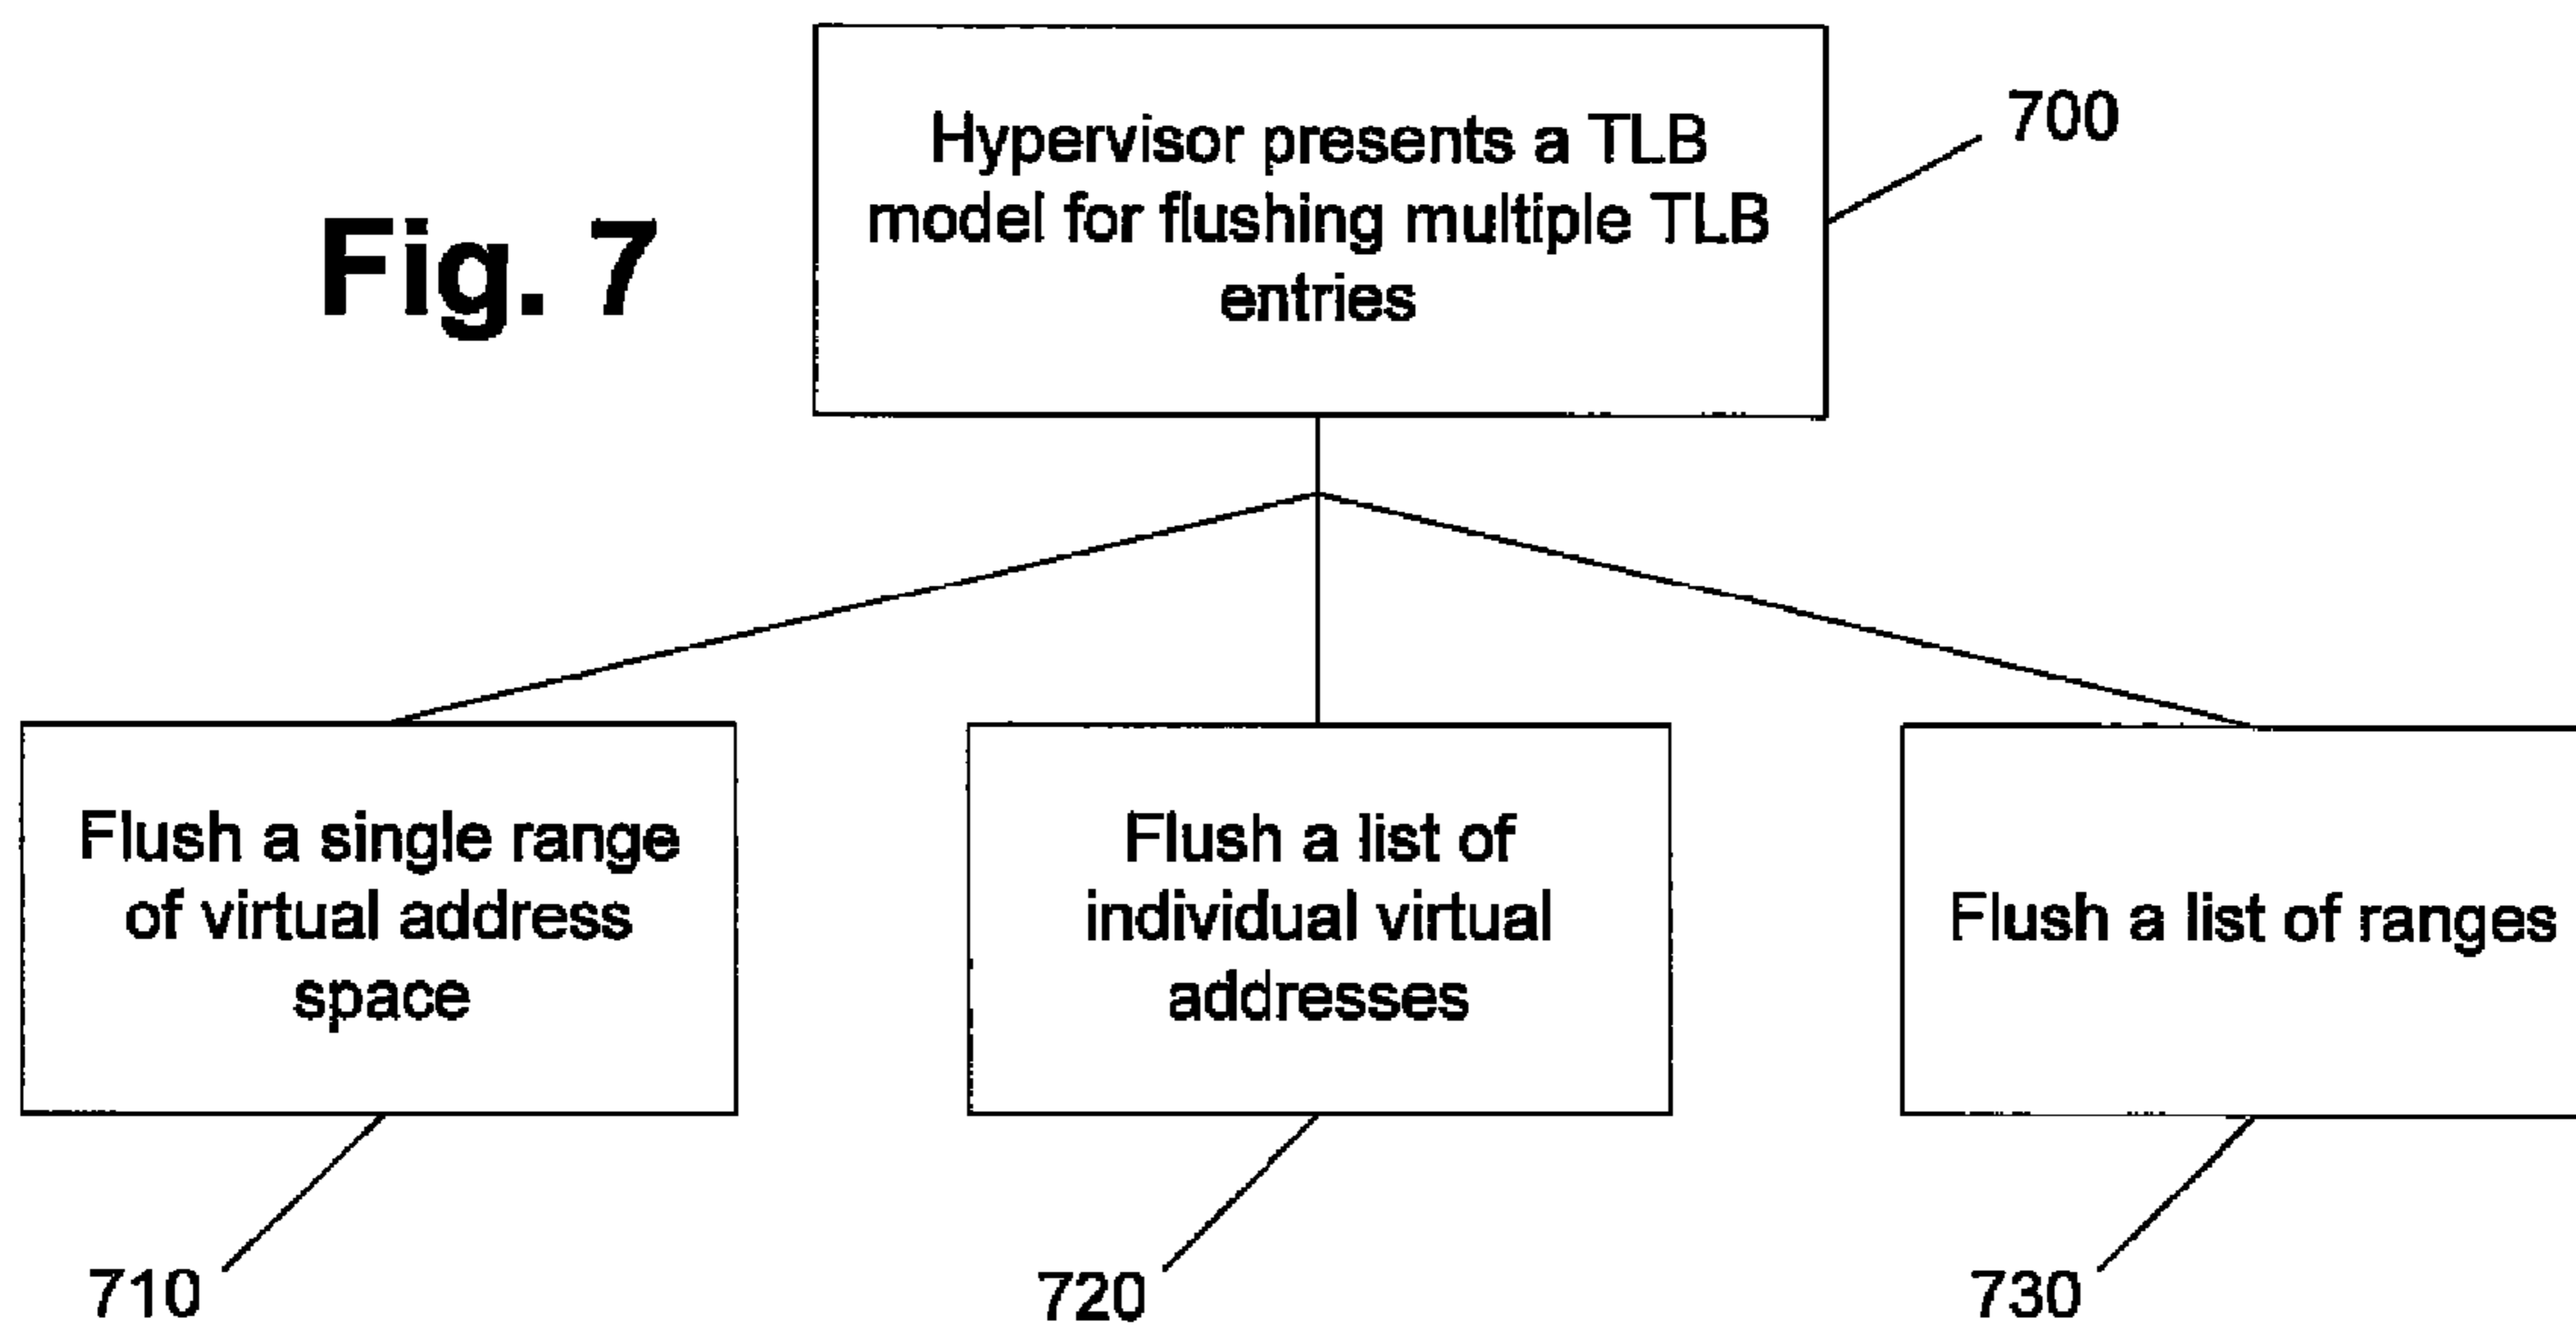 Fig. 7
Hypervisor presents a TLB
model for flushing multiple TLB
entries
700
Flush a single range
of virtual address
space
Flush a list of
individual virtual
addresses
Flush a list of ranges
710
720
730